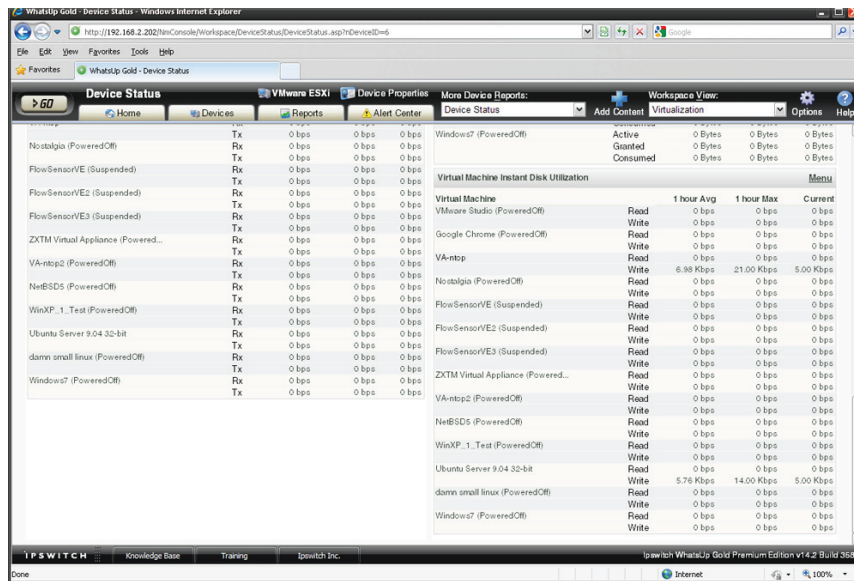 WhatsUp Gold - Device Status - Windows Internet Explorer
http://192.168.2.202/NmConsole/Workspace/DeviceStatus/DeviceStatus.asp?nDeviceID=6
Google
File Edit View Favorites Tools Help
Favorites WhatsUp Gold - Device Status
GO Device Status VMware ESXi Device Properties More Device Reports: Workspace View:
Device Status Add Content Virtualization Options Help
Home Devices Reports Alert Center
Tx 0 bps 0 bps 0 bps
Nostalgia (PoweredOff) Rx 0 bps 0 bps 0 bps
Tx 0 bps 0 bps 0 bps
FlowSensorVE (Suspended) Rx 0 bps 0 bps 0 bps
Tx 0 bps 0 bps 0 bps
FlowSensorVE2 (Suspended) Rx 0 bps 0 bps 0 bps
Tx 0 bps 0 bps 0 bps
FlowSensorVE3 (Suspended) Rx 0 bps 0 bps 0 bps
Tx 0 bps 0 bps 0 bps
ZXTM Virtual Appliance (Powered... Rx 0 bps 0 bps 0 bps
Tx 0 bps 0 bps 0 bps
VA-ntop2 (PoweredOff) Rx 0 bps 0 bps 0 bps
Tx 0 bps 0 bps 0 bps
NetBSD5 (PoweredOff) Rx 0 bps 0 bps 0 bps
Tx 0 bps 0 bps 0 bps
WinXP_1_Test (PoweredOff) Rx 0 bps 0 bps 0 bps
Tx 0 bps 0 bps 0 bps
Ubuntu Server 9.04 32-bit Rx 0 bps 0 bps 0 bps
Tx 0 bps 0 bps 0 bps
damn small linux (PoweredOff) Rx 0 bps 0 bps 0 bps
Tx 0 bps 0 bps 0 bps
Windows7 (PoweredOff) Rx 0 bps 0 bps 0 bps
Tx 0 bps 0 bps 0 bps
Windows7 (PoweredOff) Active 0 Bytes 0 Bytes 0 Bytes
Granted 0 Bytes 0 Bytes 0 Bytes
Consumed 0 Bytes 0 Bytes 0 Bytes
Virtual Machine Instant Disk Utilization Menu
Virtual Machine 1 hour Avg 1 hour Max Current
VMware Studio (PoweredOff) Read 0 bps 0 bps 0 bps
Write 0 bps 0 bps 0 bps
Google Chrome (PoweredOff) Read 0 bps 0 bps 0 bps
Write 0 bps 0 bps 0 bps
VA-ntop Read 0 bps 0 bps 0 bps
Write 6.98 Kbps 21.00 Kbps 5.00 Kbps
Nostalgia (PoweredOff) Read 0 bps 0 bps 0 bps
Write 0 bps 0 bps 0 bps
FlowSensorVE (Suspended) Read 0 bps 0 bps 0 bps
Write 0 bps 0 bps 0 bps
FlowSensorVE2 (Suspended) Read 0 bps 0 bps 0 bps
Write 0 bps 0 bps 0 bps
FlowSensorVE3 (Suspended) Read 0 bps 0 bps 0 bps
Write 0 bps 0 bps 0 bps
ZXTM Virtual Appliance (Powered... Read 0 bps 0 bps 0 bps
Write 0 bps 0 bps 0 bps
VA-ntop2 (PoweredOff) Read 0 bps 0 bps 0 bps
Write 0 bps 0 bps 0 bps
NetBSD5 (PoweredOff) Read 0 bps 0 bps 0 bps
Write 0 bps 0 bps 0 bps
WinXP_1_Test (PoweredOff) Read 0 bps 0 bps 0 bps
Write 0 bps 0 bps 0 bps
Ubuntu Server 9.04 32-bit Read 0 bps 0 bps 0 bps
Write 5.76 Kbps 14.00 Kbps 5.00 Kbps
damn small linux (PoweredOff) Read 0 bps 0 bps 0 bps
Write 0 bps 0 bps 0 bps
Windows7 (PoweredOff) Read 0 bps 0 bps 0 bps
Write 0 bps 0 bps 0 bps
IPSWITCH Knowledge Base Training Ipswitch Inc. Ipswitch WhatsUp Gold Premium Edition v14.2 Build 368
Done Internet 100%